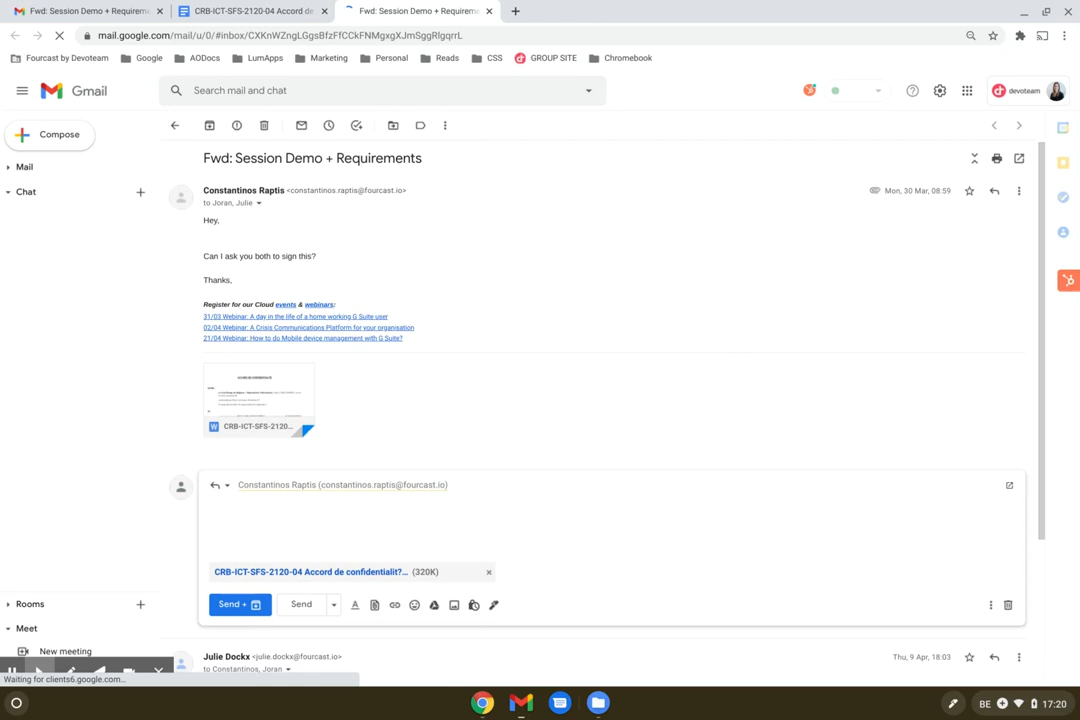 Fwd: Session Demo + Requireme
CRB-ICT-SFS-2120-04 Accord de
Fwd: Session Demo + Requirem
mail.google.com/mail/u/0/#inbox/CXKnWZngLGgsBfzFfCCkFNMgxgXJmSggRlgqrrL
Fourcast by Devoteam
Google
AODocs
LumApps
Marketing
Personal
Reads
CSS
GROUP SITE
Chromebook
Gmail
Search mail and chat
devoteam
Compose
Mail
Chat
Fwd: Session Demo + Requirements
Constantinos Raptis <constantinos.raptis@fourcast.io>
Mon, 30 Mar, 08:59
to Joran, Julie
Hey,
Can I ask you both to sign this?
Thanks,
Register for our Cloud events & webinars:
31/03 Webinar: A day in the life of a home working G Suite user
02/04 Webinar: A Crisis Communications Platform for your organisation
21/04 Webinar: How to do Mobile device management with G Suite?
W
CRB-ICT-SFS-2120...
Constantinos Raptis (constantinos.raptis@fourcast.io)
CRB-ICT-SFS-2120-04 Accord de confidentialit?... (320K)
Send +
Send
Rooms
Meet
New meeting
Julie Dockx <julie.dockx@fourcast.io>
Thu, 9 Apr, 18:03
to Constantinos, Joran
Waiting for clients6.google.com...
BE
17:20